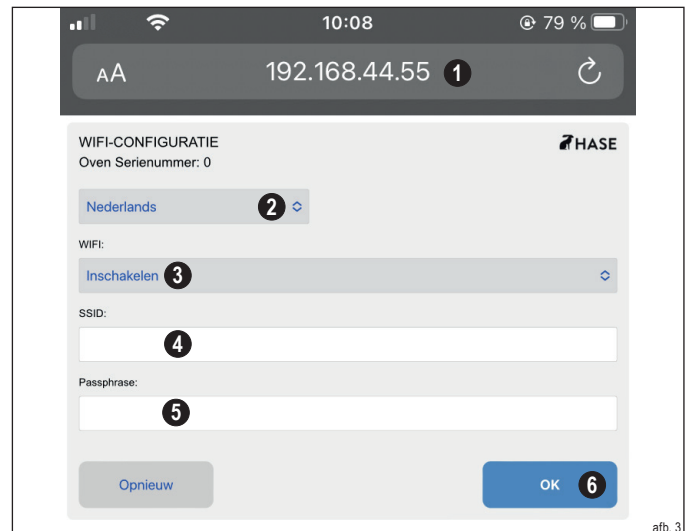 10:08
79 %
AA
192.168.44.55 1
WIFI-CONFIGURATIE
HASE
Oven Serienummer: 0
Nederlands 2
WIFI:
Inschakelen 3
SSID:
4
Passphrase:
5
Opnieuw
OK 6
afb. 3